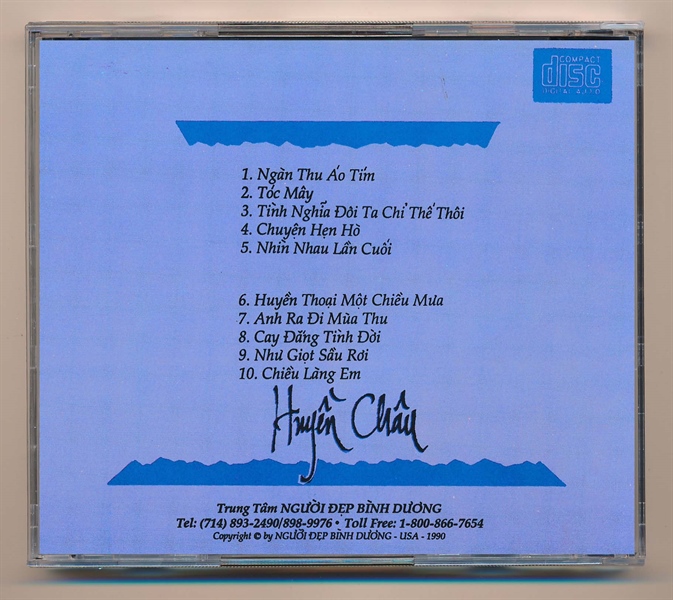 COMPACT
disc
DIGITAL AUDIO
1. Ngàn Thu Áo Tím
2. Tóc Mây
3. Tình Nghĩa Đôi Ta Chỉ Thế Thôi
4. Chuyện Hẹn Hò
5. Nhìn Nhau Lần Cuối
6. Huyền Thoại Một Chiều Mưa
7. Anh Ra Đi Mùa Thu
8. Cay Đắng Tình Đời
9. Như Giọt Sầu Rơi
10. Chiều Làng Em
Huyền Châu
Trung Tâm NGƯỜI ĐẸP BÌNH DƯƠNG
Tel: (714) 893-2490/898-9976 • Toll Free: 1-800-866-7654
Copyright © by NGƯỜI ĐẸP BÌNH DƯƠNG - USA - 1990